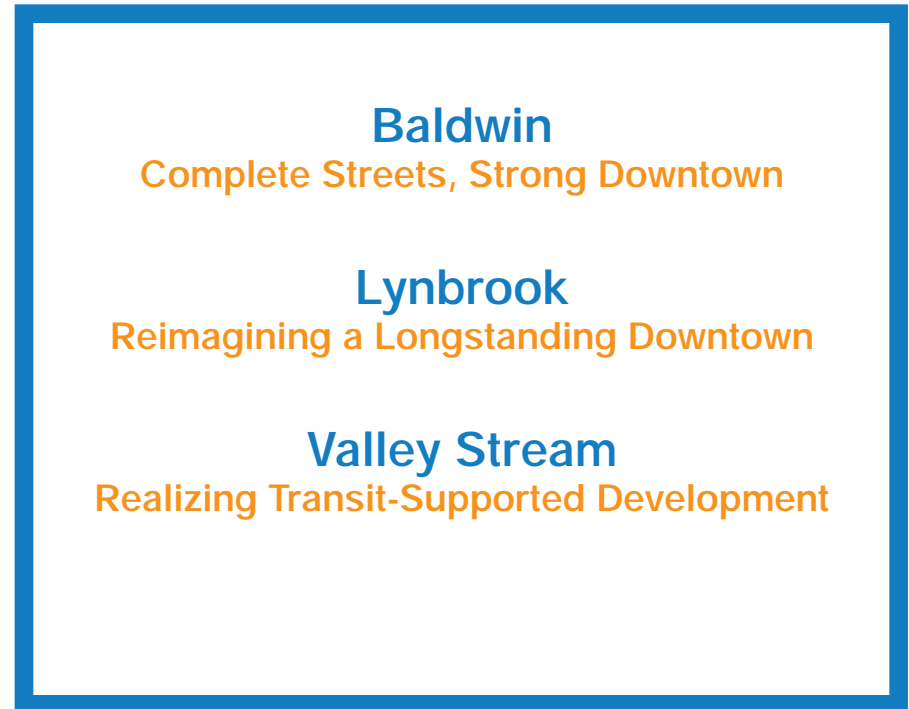 Baldwin
Complete Streets, Strong Downtown
Lynbrook
Reimagining a Longstanding Downtown
Valley Stream
Realizing Transit-Supported Development